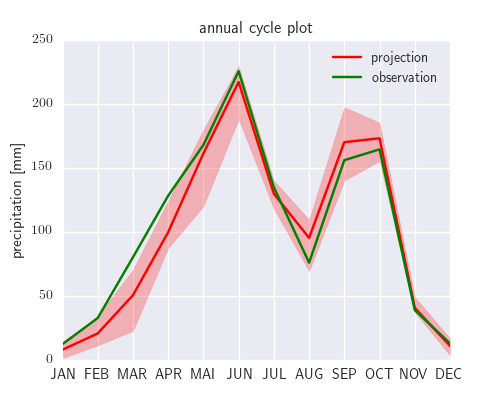 annual cycle plot
projection
observation
precipitation [mm]
250
200
150
100
50
0
JAN FEB MAR APR MAI JUN JUL AUG SEP OCT NOV DEC